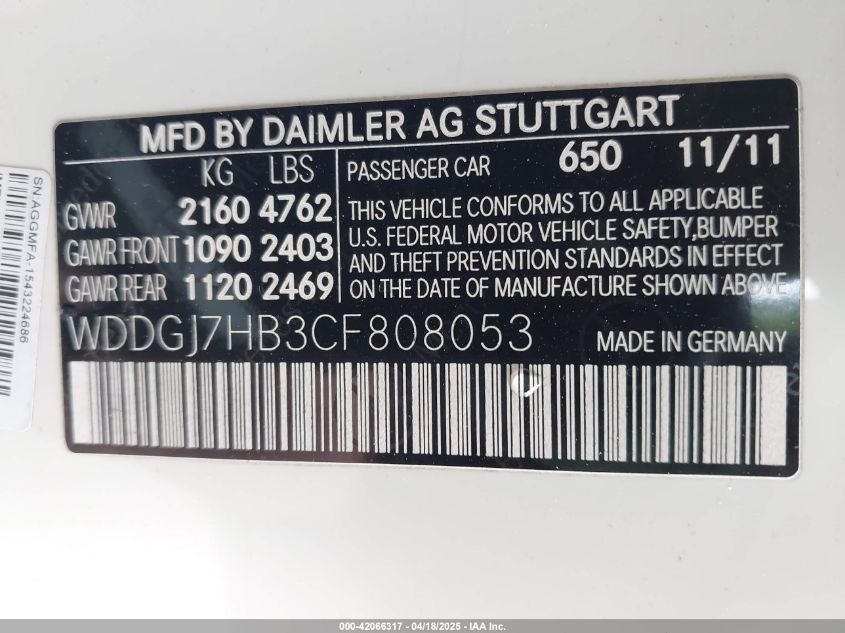 MFD BY DAIMLER AG STUTTGART
KG LBS
PASSENGER CAR 650 11/11
GVWR 2160 4762
GAWR FRONT 1090 2403
GAWR REAR 1120 2469
THIS VEHICLE CONFORMS TO ALL APPLICABLE
U.S. FEDERAL MOTOR VEHICLE SAFETY,BUMPER
AND THEFT PREVENTION STANDARDS IN EFFECT
ON THE DATE OF MANUFACTURE SHOWN ABOVE
WDDGJ7HB3CF808053 MADE IN GERMANY
SN AGGMFA-1543224686
000-42066317 - 04/18/2025 - IAA Inc.